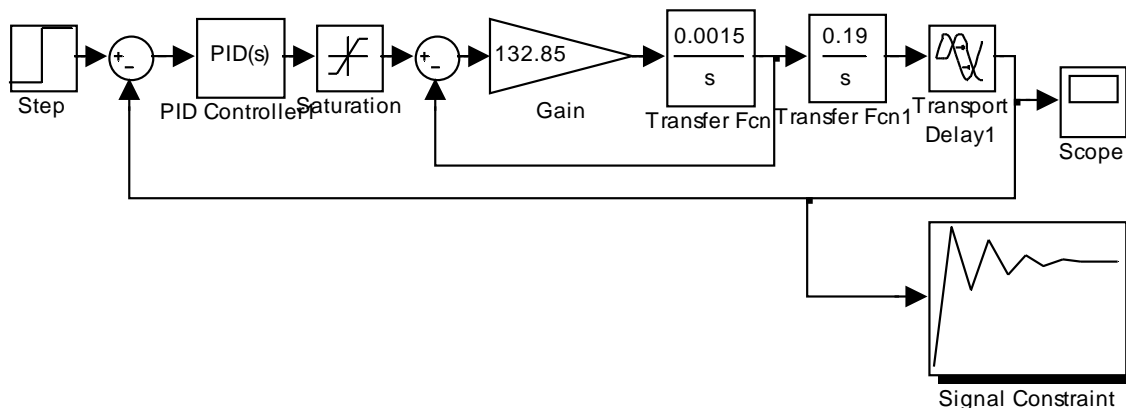 Step
+
−
PID(s)
PID Controller1
Saturation
+
−
132.85
Gain
0.0015
s
Transfer Fcn
0.19
s
Transfer Fcn1
Transport
Delay1
Scope
Signal Constraint